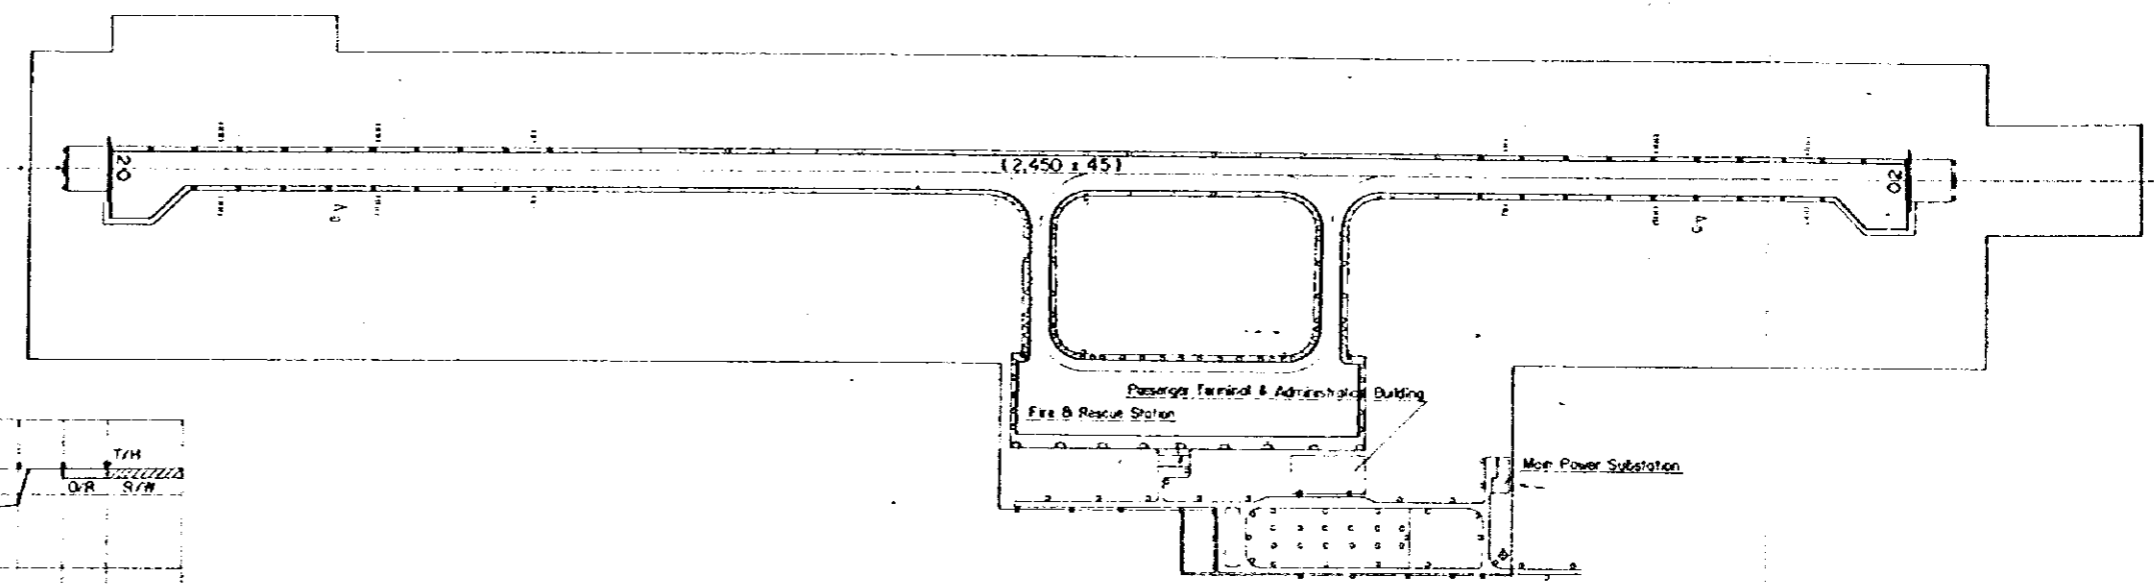 20
(2,450 x 45)
02
Passenger Terminal & Administration Building
Fire & Rescue Station
T/H
O/R
R/W
Main Power Substation